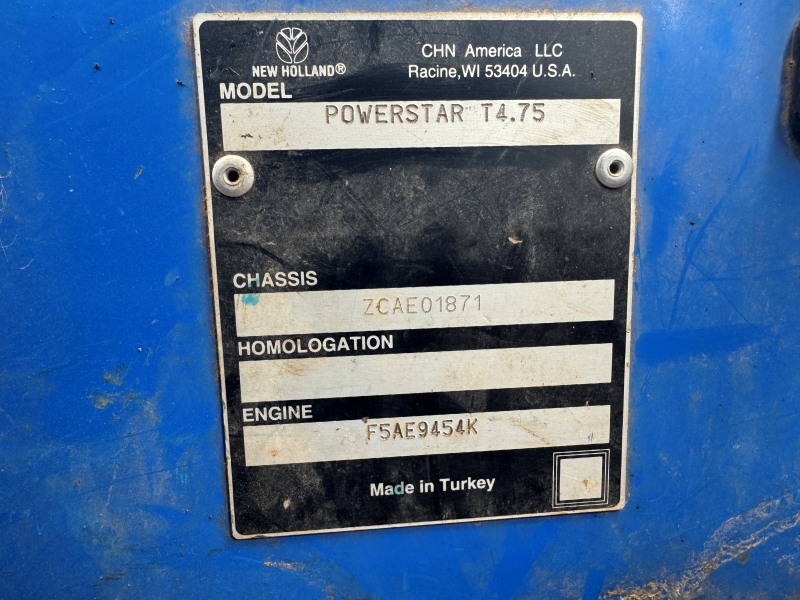 CHN America LLC
NEW HOLLAND®
Racine, WI 53404 U.S.A.
MODEL
POWERSTAR T4.75
CHASSIS
ZCAE01871
HOMOLOGATION
ENGINE
F5AE9454K
Made in Turkey